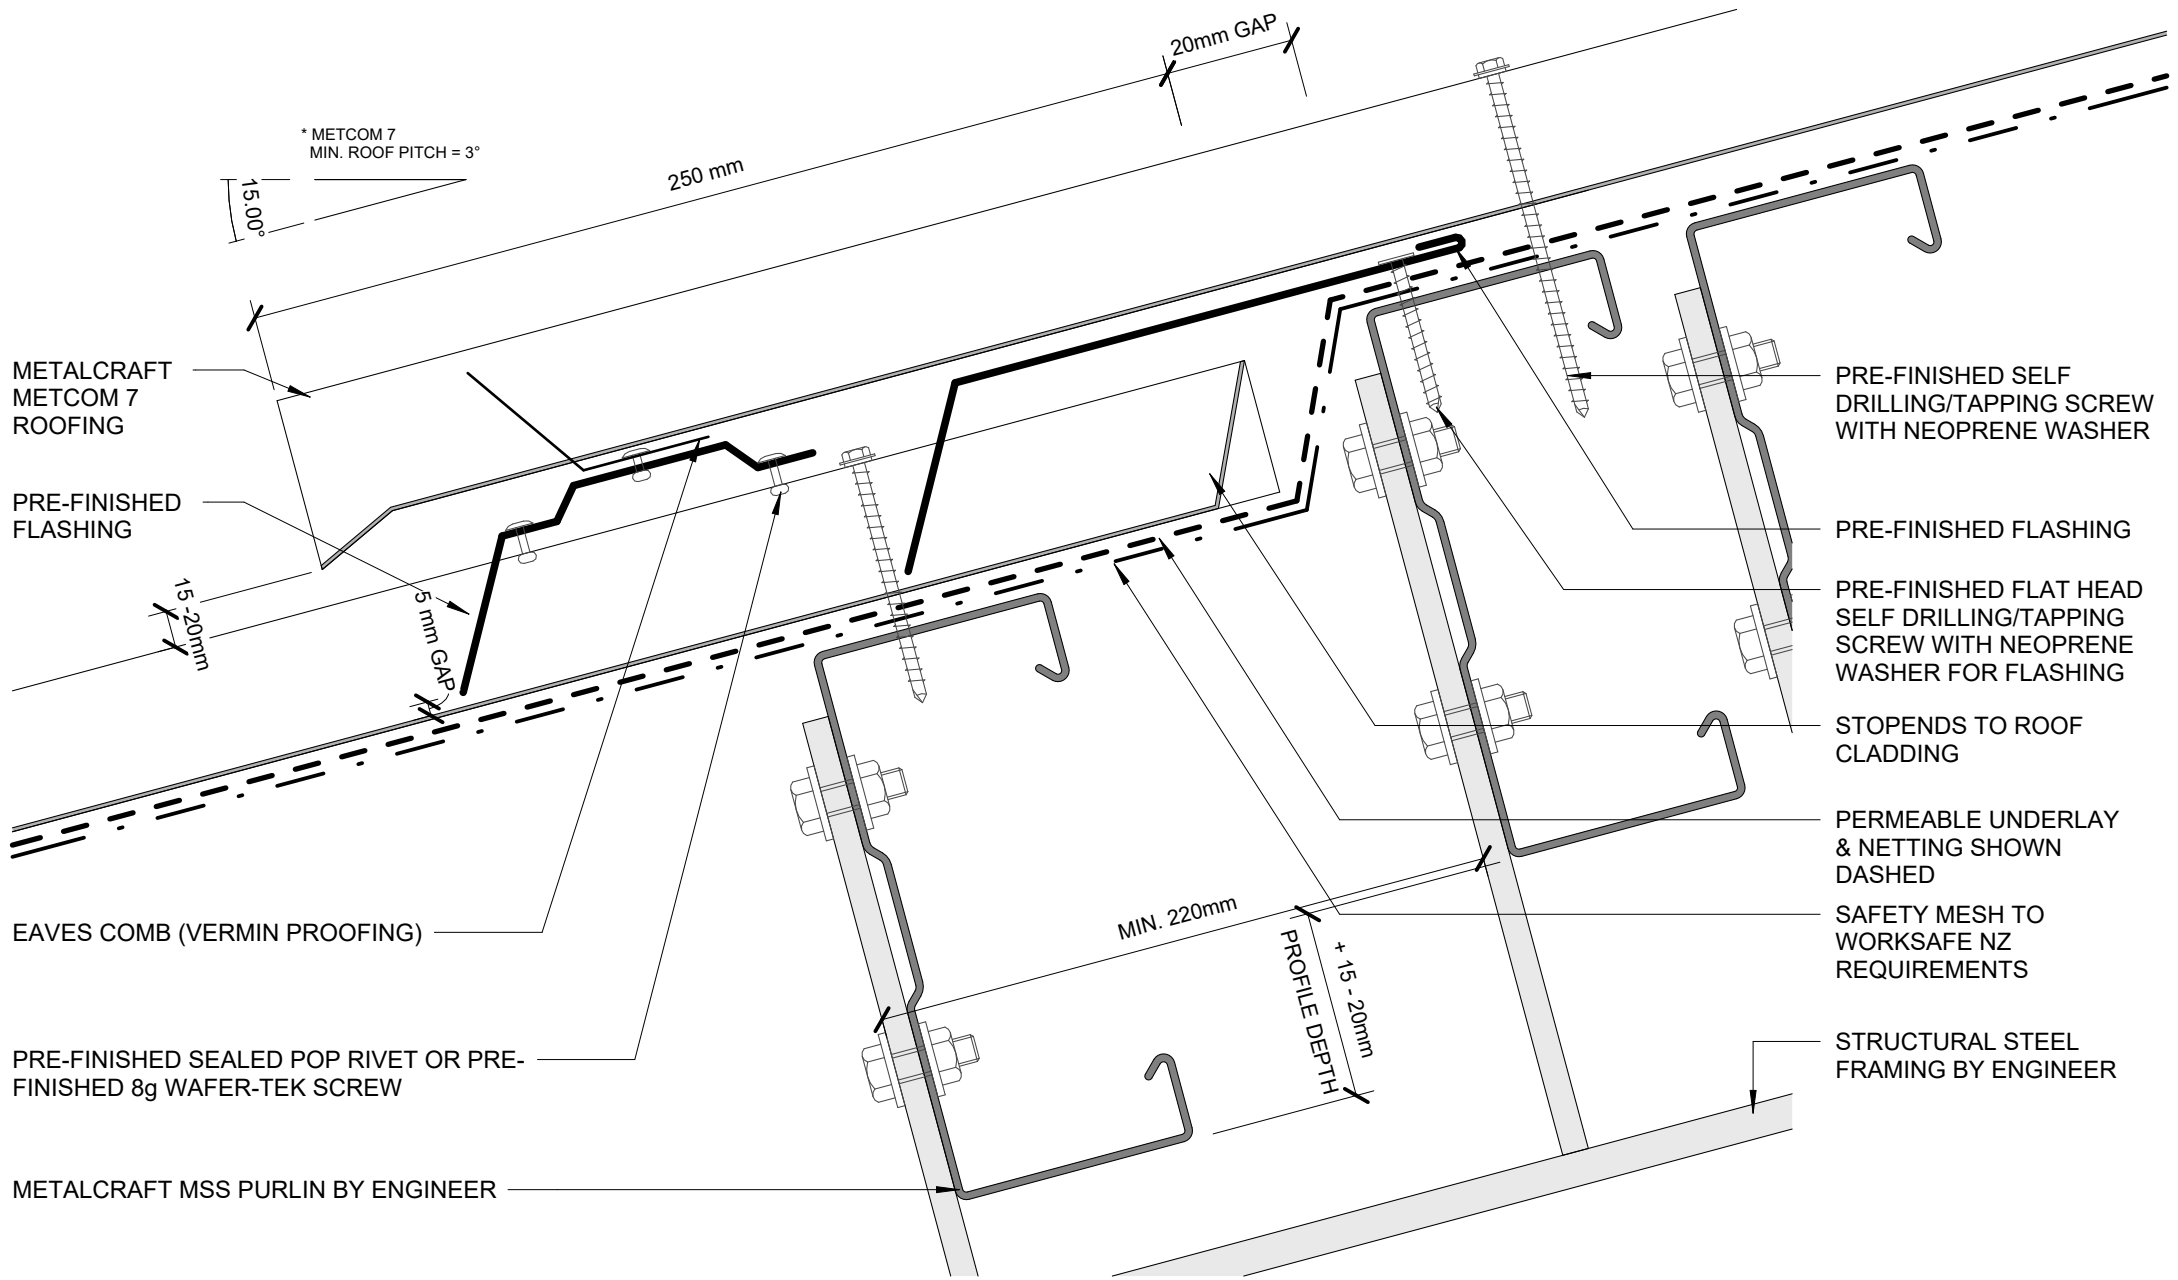 20mm GAP
* METCOM 7
MIN. ROOF PITCH = 3°
250 mm
15.00°
METALCRAFT
METCOM 7
ROOFING
PRE-FINISHED
FLASHING
15 -20mm
5 mm GAP
EAVES COMB (VERMIN PROOFING)
PRE-FINISHED SEALED POP RIVET OR PRE-
FINISHED 8g WAFER-TEK SCREW
METALCRAFT MSS PURLIN BY ENGINEER
MIN. 220mm
PROFILE DEPTH
+ 15 - 20mm
PRE-FINISHED SELF
DRILLING/TAPPING SCREW
WITH NEOPRENE WASHER
PRE-FINISHED FLASHING
PRE-FINISHED FLAT HEAD
SELF DRILLING/TAPPING
SCREW WITH NEOPRENE
WASHER FOR FLASHING
STOPENDS TO ROOF
CLADDING
PERMEABLE UNDERLAY
& NETTING SHOWN
DASHED
SAFETY MESH TO
WORKSAFE NZ
REQUIREMENTS
STRUCTURAL STEEL
FRAMING BY ENGINEER